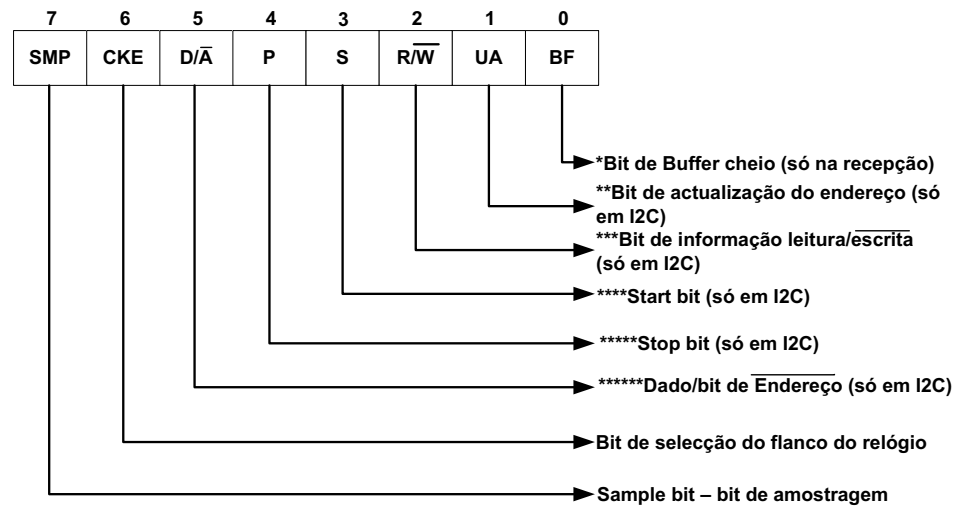 7 6 5 4 3 2 1 0
SMP CKE D/A̅ P S R/W̅ UA BF
*Bit de Buffer cheio (só na recepção)
**Bit de actualização do endereço (só
em I2C)
***Bit de informação leitura/escrita
(só em I2C)
****Start bit (só em I2C)
*****Stop bit (só em I2C)
******Dado/bit de Endereço (só em I2C)
Bit de selecção do flanco do relógio
Sample bit – bit de amostragem